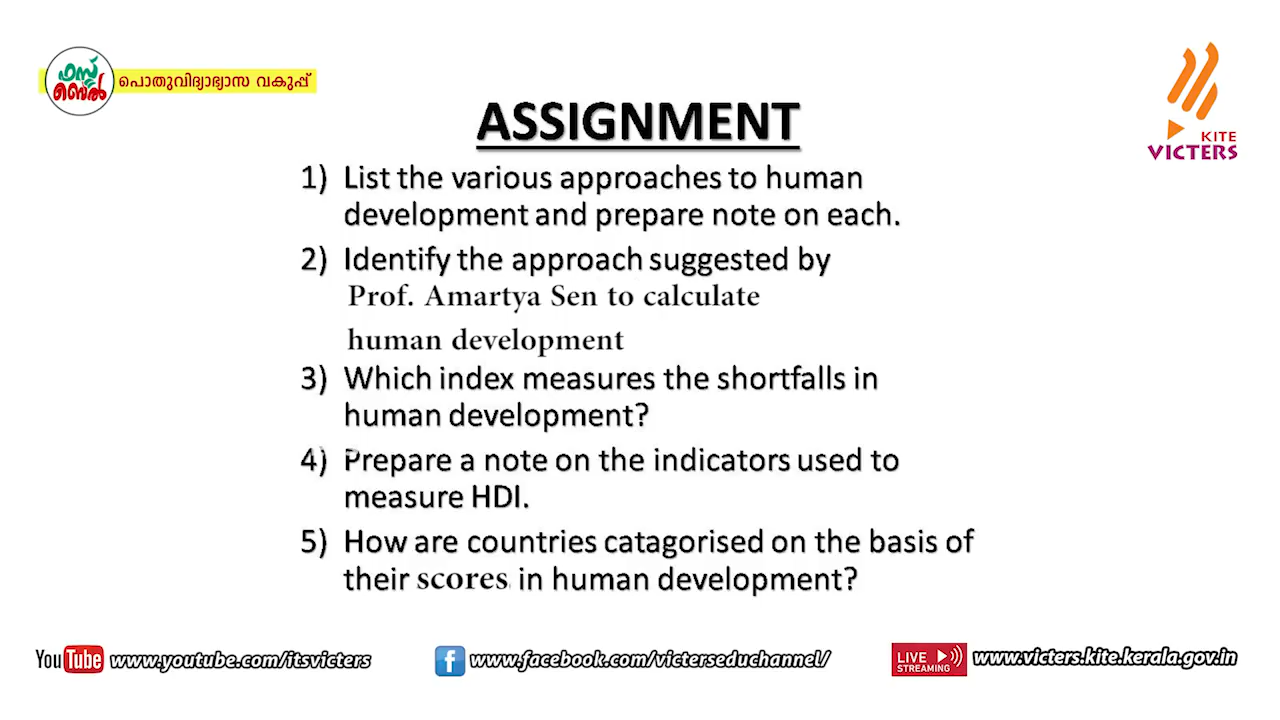 ഫസ്റ്റ്
ബെൽ
പൊതുവിദ്യാഭ്യാസ വകുപ്പ്
KITE
VICTERS
ASSIGNMENT
1) List the various approaches to human
development and prepare note on each.
2) Identify the approach suggested by
Prof. Amartya Sen to calculate
human development
3) Which index measures the shortfalls in
human development?
4) Prepare a note on the indicators used to
measure HDI.
5) How are countries catagorised on the basis of
their scores in human development?
YouTube www.youtube.com/itsvicters
f www.facebook.com/victerseduchannel/
LIVE
STREAMING
www.victers.kite.kerala.gov.in